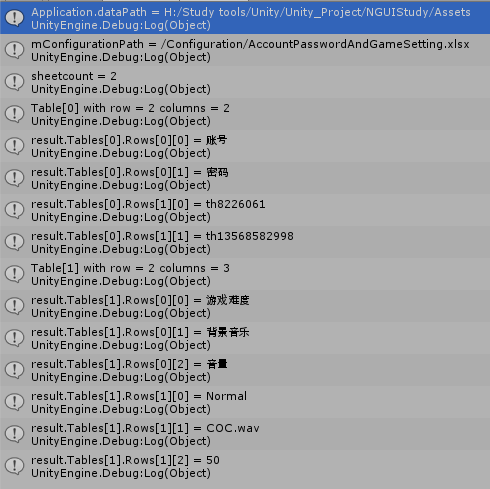 Application.dataPath = H:/Study tools/Unity/Unity_Project/NGUIStudy/Assets
UnityEngine.Debug:Log(Object)
mConfigurationPath = /Configuration/AccountPasswordAndGameSetting.xlsx
UnityEngine.Debug:Log(Object)
sheetcount = 2
UnityEngine.Debug:Log(Object)
Table[0] with row = 2 columns = 2
UnityEngine.Debug:Log(Object)
result.Tables[0].Rows[0][0] = 账号
UnityEngine.Debug:Log(Object)
result.Tables[0].Rows[0][1] = 密码
UnityEngine.Debug:Log(Object)
result.Tables[0].Rows[1][0] = th8226061
UnityEngine.Debug:Log(Object)
result.Tables[0].Rows[1][1] = th13568582998
UnityEngine.Debug:Log(Object)
Table[1] with row = 2 columns = 3
UnityEngine.Debug:Log(Object)
result.Tables[1].Rows[0][0] = 游戏难度
UnityEngine.Debug:Log(Object)
result.Tables[1].Rows[0][1] = 背景音乐
UnityEngine.Debug:Log(Object)
result.Tables[1].Rows[0][2] = 音量
UnityEngine.Debug:Log(Object)
result.Tables[1].Rows[1][0] = Normal
UnityEngine.Debug:Log(Object)
result.Tables[1].Rows[1][1] = COC.wav
UnityEngine.Debug:Log(Object)
result.Tables[1].Rows[1][2] = 50
UnityEngine.Debug:Log(Object)